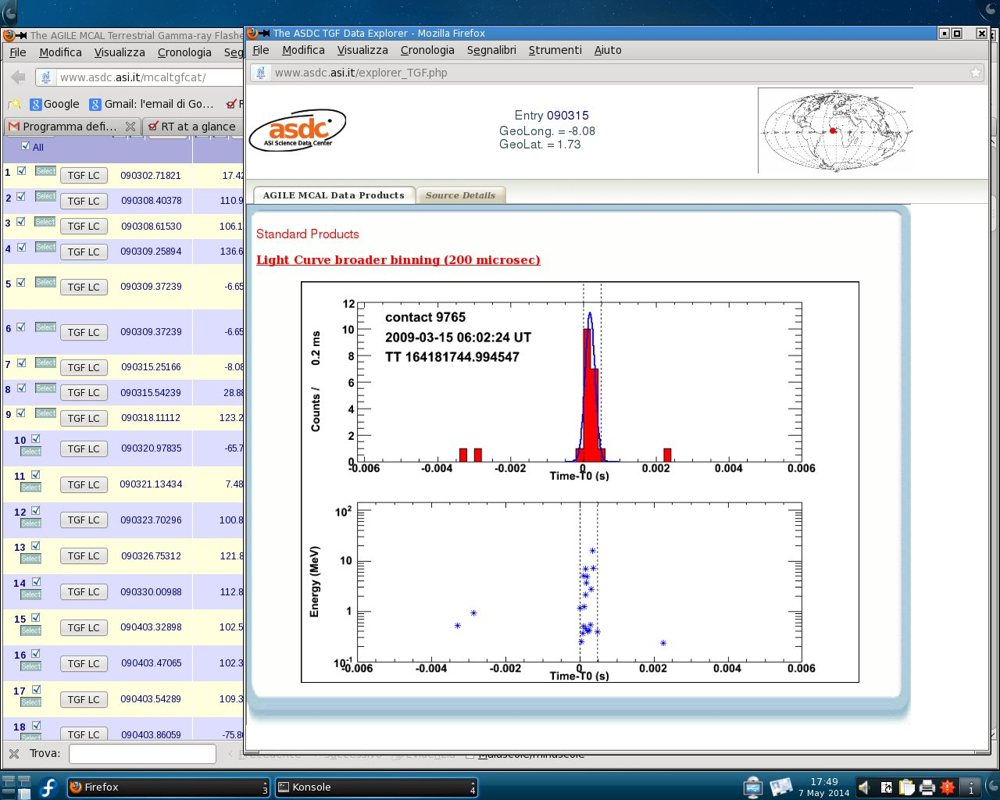 The AGILE MCAL Terrestrial Gamma-ray Flashe
File Modifica Visualizza Cronologia Seg
www.asdc.asi.it/mcaltgfcat/
Google Gmail: l'email di Go...
Programma defi... RT at a glance
All
1 Select TGF LC 090302.71821 17.42
2 Select TGF LC 090308.40378 110.9
3 Select TGF LC 090308.61530 106.1
4 Select TGF LC 090309.25894 136.6
5 Select TGF LC 090309.37239 -6.65
6 Select TGF LC 090309.37239 -6.65
7 Select TGF LC 090315.25166 -8.08
8 Select TGF LC 090315.54239 28.88
9 Select TGF LC 090318.11112 123.2
10 Select TGF LC 090320.97835 -65.7
11 Select TGF LC 090321.13434 7.48
12 Select TGF LC 090323.70296 100.8
13 Select TGF LC 090326.75312 121.8
14 Select TGF LC 090330.00988 112.8
15 Select TGF LC 090403.32898 102.5
16 Select TGF LC 090403.47065 102.3
17 Select TGF LC 090403.54289 109.3
18 Select TGF LC 090403.86059 -75.80
Trova: Precedente Successivo Evidenzia Maiuscole/minuscole
The ASDC TGF Data Explorer - Mozilla Firefox
File Modifica Visualizza Cronologia Segnalibri Strumenti Aiuto
www.asdc.asi.it/explorer_TGF.php
asdc
ASI Science Data Center
Entry 090315
GeoLong. = -8.08
GeoLat. = 1.73
AGILE MCAL Data Products Source Details
Standard Products
Light Curve broader binning (200 microsec)
contact 9765
2009-03-15 06:02:24 UT
TT 164181744.994547
Counts / 0.2 ms
12
10
8
6
4
2
0
-0.006 -0.004 -0.002 0 0.002 0.004 0.006
Time-T0 (s)
Energy (MeV)
10²
10
1
10⁻¹
-0.006 -0.004 -0.002 0 0.002 0.004 0.006
Time-T0 (s)
Firefox 3 Konsole 4
17:49
7 May 2014
1